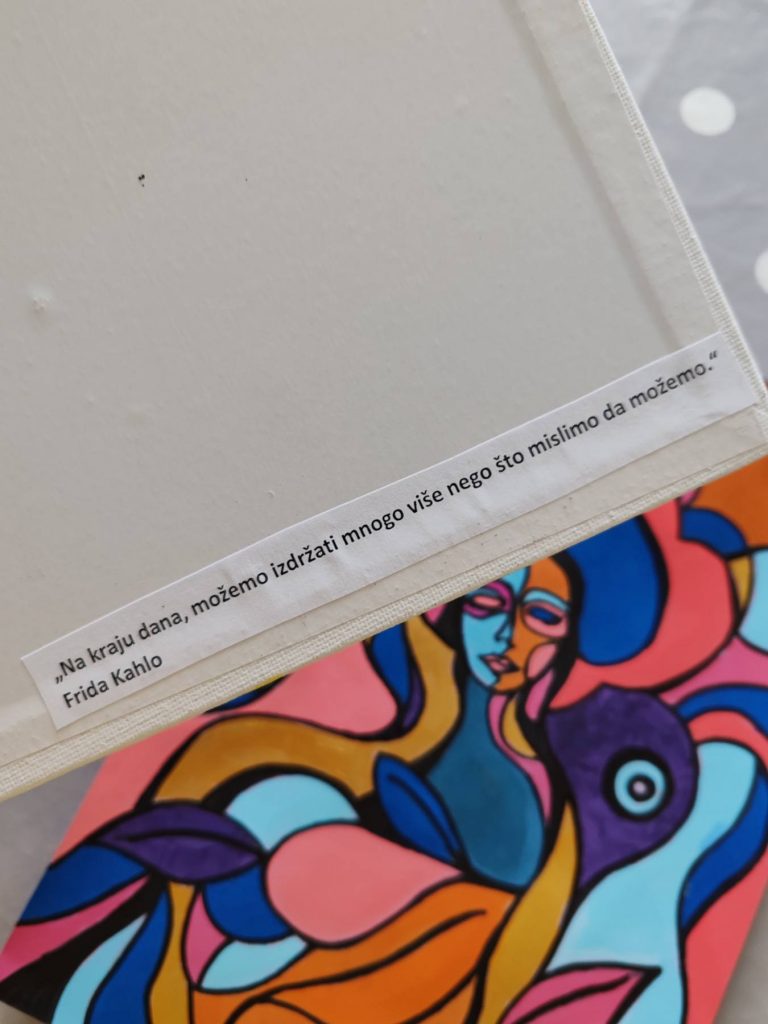 „Na kraju dana, možemo izdržati mnogo više nego što mislimo da možemo.“
Frida Kahlo